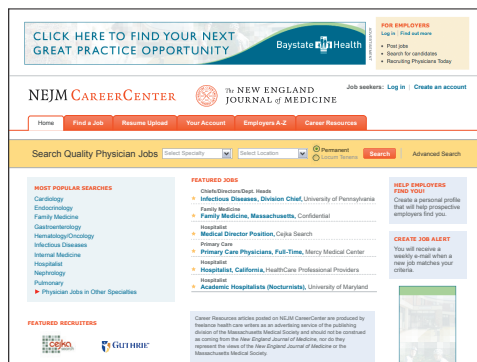 CLICK HERE TO FIND YOUR NEXT
GREAT PRACTICE OPPORTUNITY
Baystate Health
ADVERTISEMENT
FOR EMPLOYERS
Log in | Find out more
• Post jobs
• Search for candidates
• Recruiting Physicians Today
NEJM CAREERCENTER
The NEW ENGLAND
JOURNAL of MEDICINE
Job seekers: Log in | Create an account
Home
Find a Job
Resume Upload
Your Account
Employers A-Z
Career Resources
Search Quality Physician Jobs
Select Specialty
Select Location
Permanent
Locum Tenens
Search
Advanced Search
MOST POPULAR SEARCHES
Cardiology
Endocrinology
Family Medicine
Gastroenterology
Hematology/Oncology
Infectious Diseases
Internal Medicine
Hospitalist
Nephrology
Pulmonary
Physician Jobs in Other Specialties
FEATURED RECRUITERS
cejka
GUTHRIE
FEATURED JOBS
Chiefs/Directors/Dept. Heads
Infectious Diseases, Division Chief, University of Pennsylvania
Family Medicine
Family Medicine, Massachusetts, Confidential
Hospitalist
Medical Director Position, Cejka Search
Primary Care
Primary Care Physicians, Full-Time, Mercy Medical Center
Hospitalist
Hospitalist, California, HealthCare Professional Providers
Hospitalist
Academic Hospitalists (Nocturnists), University of Maryland
Career Resources articles posted on NEJM CareerCenter are produced by
freelance health care writers as an advertising service of the publishing
division of the Massachusetts Medical Society and should not be construed
as coming from the New England Journal of Medicine, nor do they
represent the views of the New England Journal of Medicine or the
Massachusetts Medical Society.
HELP EMPLOYERS
FIND YOU!
Create a personal profile
that will help prospective
employers find you.
CREATE JOB ALERT
You will receive a
weekly e-mail when a
new job matches your
criteria.